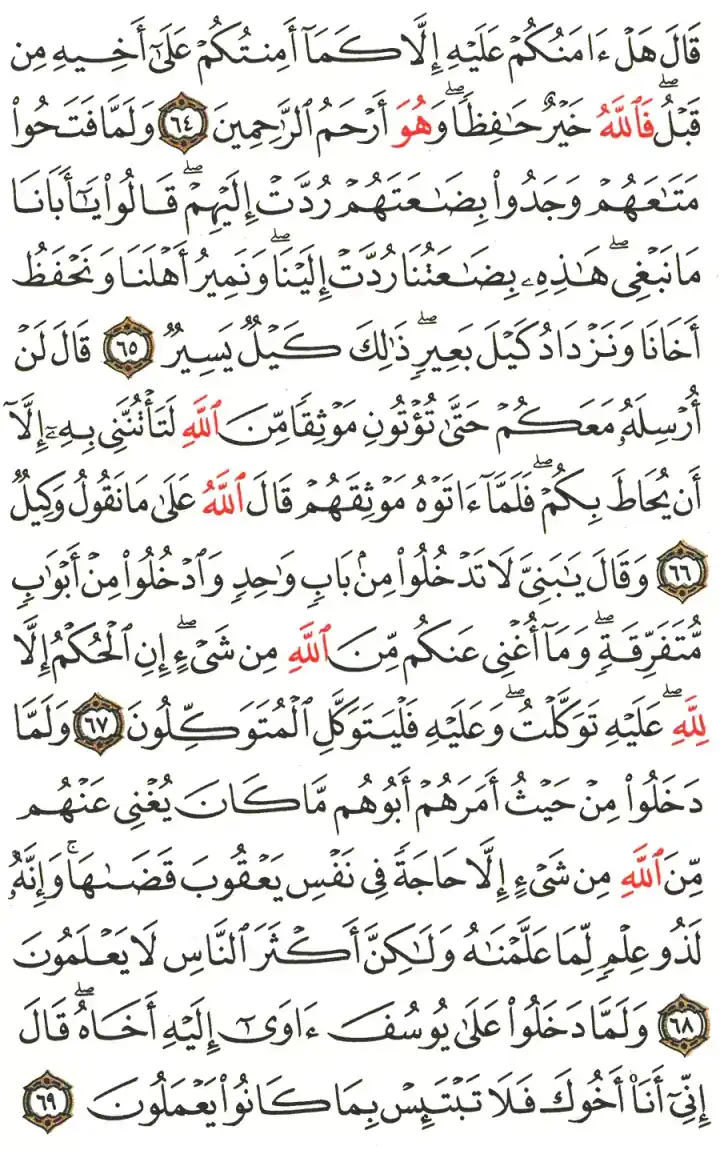 قَالَ هَلْ ءَامَنُكُمْ عَلَيْهِ إِلَّا كَمَآ أَمِنتُكُمْ عَلَىٰٓ أَخِيهِ مِن
قَبْلُ ۖ فَٱللَّهُ خَيْرٌ حَـٰفِظًا ۖ وَهُوَ أَرْحَمُ ٱلرَّٰحِمِينَ ٦٤ وَلَمَّا فَتَحُوا۟
مَتَـٰعَهُمْ وَجَدُوا۟ بِضَـٰعَتَهُمْ رُدَّتْ إِلَيْهِمْ ۖ قَالُوا۟ يَـٰٓأَبَانَا
مَا نَبْغِى ۖ هَـٰذِهِۦ بِضَـٰعَتُنَا رُدَّتْ إِلَيْنَا ۖ وَنَمِيرُ أَهْلَنَا وَنَحْفَظُ
أَخَانَا وَنَزْدَادُ كَيْلَ بَعِيرٍ ۖ ذَٰلِكَ كَيْلٌ يَسِيرٌ ٦٥ قَالَ لَنْ
أُرْسِلَهُۥ مَعَكُمْ حَتَّىٰ تُؤْتُونِ مَوْثِقًا مِّنَ ٱللَّهِ لَتَأْتُنَّنِى بِهِۦٓ إِلَّآ
أَن يُحَاطَ بِكُمْ ۖ فَلَمَّآ ءَاتَوْهُ مَوْثِقَهُمْ قَالَ ٱللَّهُ عَلَىٰ مَا نَقُولُ وَكِيلٌ
٦٦ وَقَالَ يَـٰبَنِىَّ لَا تَدْخُلُوا۟ مِنۢ بَابٍ وَٰحِدٍ وَٱدْخُلُوا۟ مِنْ أَبْوَٰبٍ
مُّتَفَرِّقَةٍ ۖ وَمَآ أُغْنِى عَنكُم مِّنَ ٱللَّهِ مِن شَىْءٍ ۖ إِنِ ٱلْحُكْمُ إِلَّا
لِلَّهِ ۖ عَلَيْهِ تَوَكَّلْتُ ۖ وَعَلَيْهِ فَلْيَتَوَكَّلِ ٱلْمُتَوَكِّلُونَ ٦٧ وَلَمَّا
دَخَلُوا۟ مِنْ حَيْثُ أَمَرَهُمْ أَبُوهُم مَّا كَانَ يُغْنِى عَنْهُم
مِّنَ ٱللَّهِ مِن شَىْءٍ إِلَّا حَاجَةً فِى نَفْسِ يَعْقُوبَ قَضَىٰهَا ۚ وَإِنَّهُۥ
لَذُو عِلْمٍ لِّمَا عَلَّمْنَـٰهُ وَلَـٰكِنَّ أَكْثَرَ ٱلنَّاسِ لَا يَعْلَمُونَ
٦٨ وَلَمَّا دَخَلُوا۟ عَلَىٰ يُوسُفَ ءَاوَىٰٓ إِلَيْهِ أَخَاهُ ۖ قَالَ
إِنِّىٓ أَنَا۠ أَخُوكَ فَلَا تَبْتَئِسْ بِمَا كَانُوا۟ يَعْمَلُونَ ٦٩